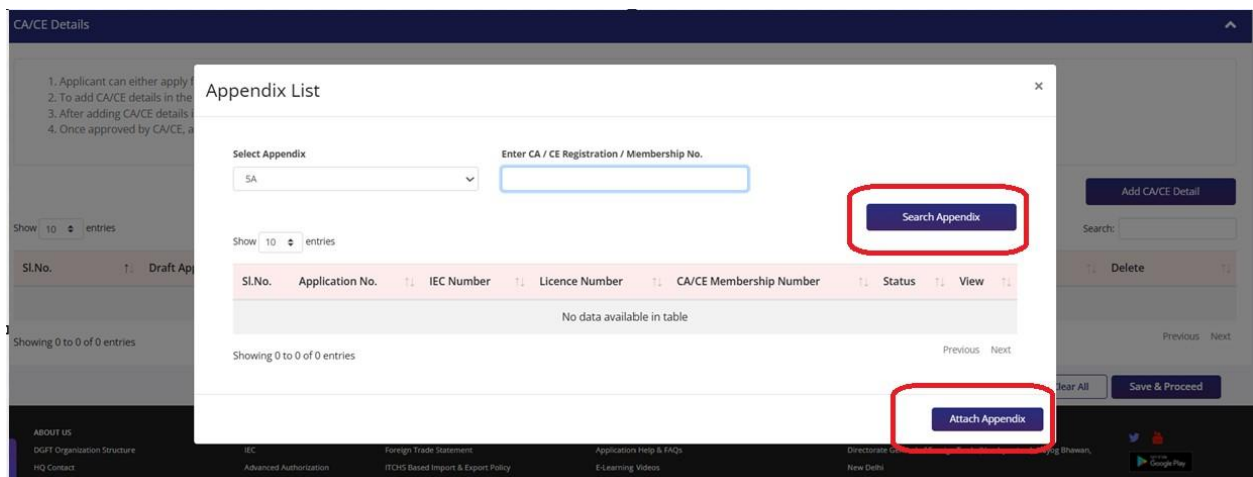 CA/CE Details
1. Applicant can either apply f
2. To add CA/CE details in the
3. After adding CA/CE details i
4. Once approved by CA/CE, a
Appendix List
×
Select Appendix
Enter CA / CE Registration / Membership No.
5A
Search Appendix
Add CA/CE Detail
Show 10 entries
Search:
Show 10 entries
Sl.No. Draft App
Delete
Sl.No. Application No. IEC Number Licence Number CA/CE Membership Number Status View
No data available in table
Showing 0 to 0 of 0 entries
Previous Next
Showing 0 to 0 of 0 entries
Previous Next
Clear All
Save & Proceed
Attach Appendix
ABOUT US
DGFT Organization Structure
IEC
Foreign Trade Statement
Application Help & FAQs
Directorate
Bhawan,
HQ Contact
Advanced Authorization
ITCHS Based Import & Export Policy
E-Learning Videos
New Delhi
Google Play